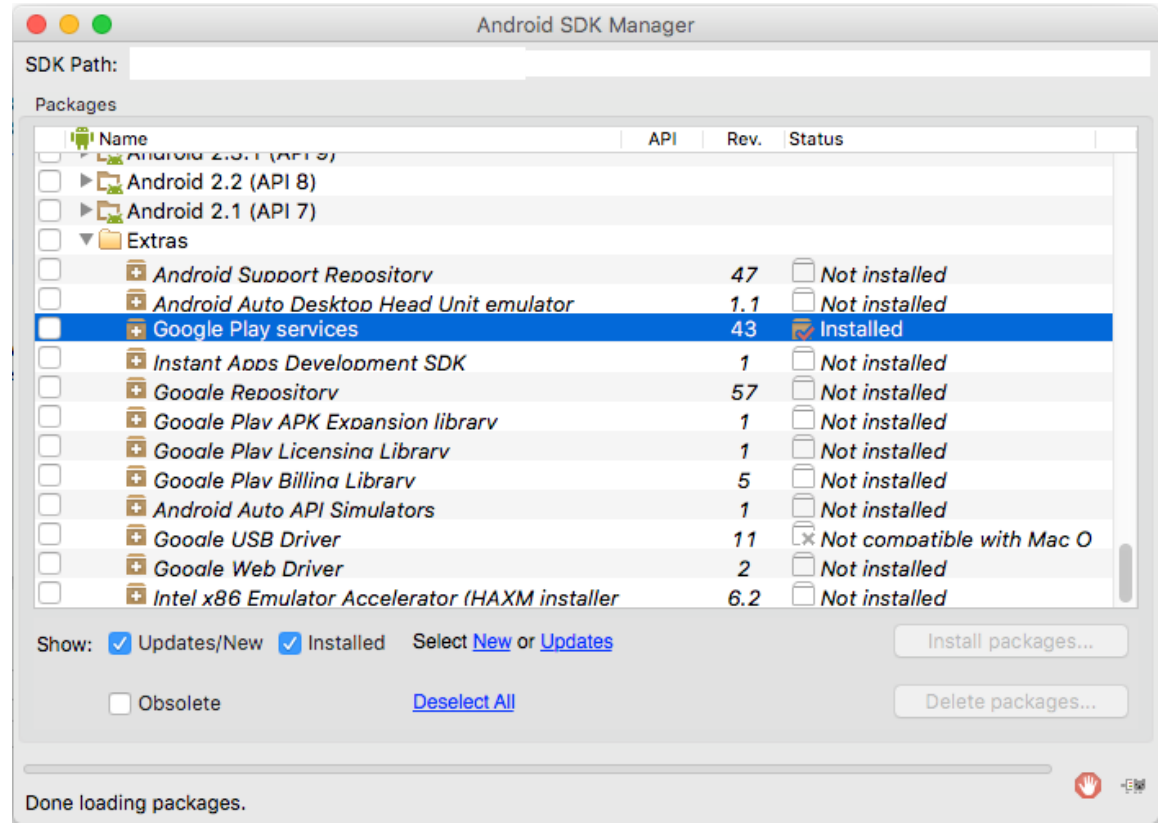 Android SDK Manager
SDK Path:
Packages
Name API Rev. Status
Android 2.3.1 (API 9)
Android 2.2 (API 8)
Android 2.1 (API 7)
Extras
Android Support Repository 47 Not installed
Android Auto Desktop Head Unit emulator 1.1 Not installed
Google Play services 43 Installed
Instant Apps Development SDK 1 Not installed
Google Repository 57 Not installed
Google Play APK Expansion library 1 Not installed
Google Play Licensing Library 1 Not installed
Google Play Billing Library 5 Not installed
Android Auto API Simulators 1 Not installed
Google USB Driver 11 Not compatible with Mac O
Google Web Driver 2 Not installed
Intel x86 Emulator Accelerator (HAXM installer 6.2 Not installed
Show: Updates/New Installed Select New or Updates Install packages...
Obsolete Deselect All Delete packages...
Done loading packages.